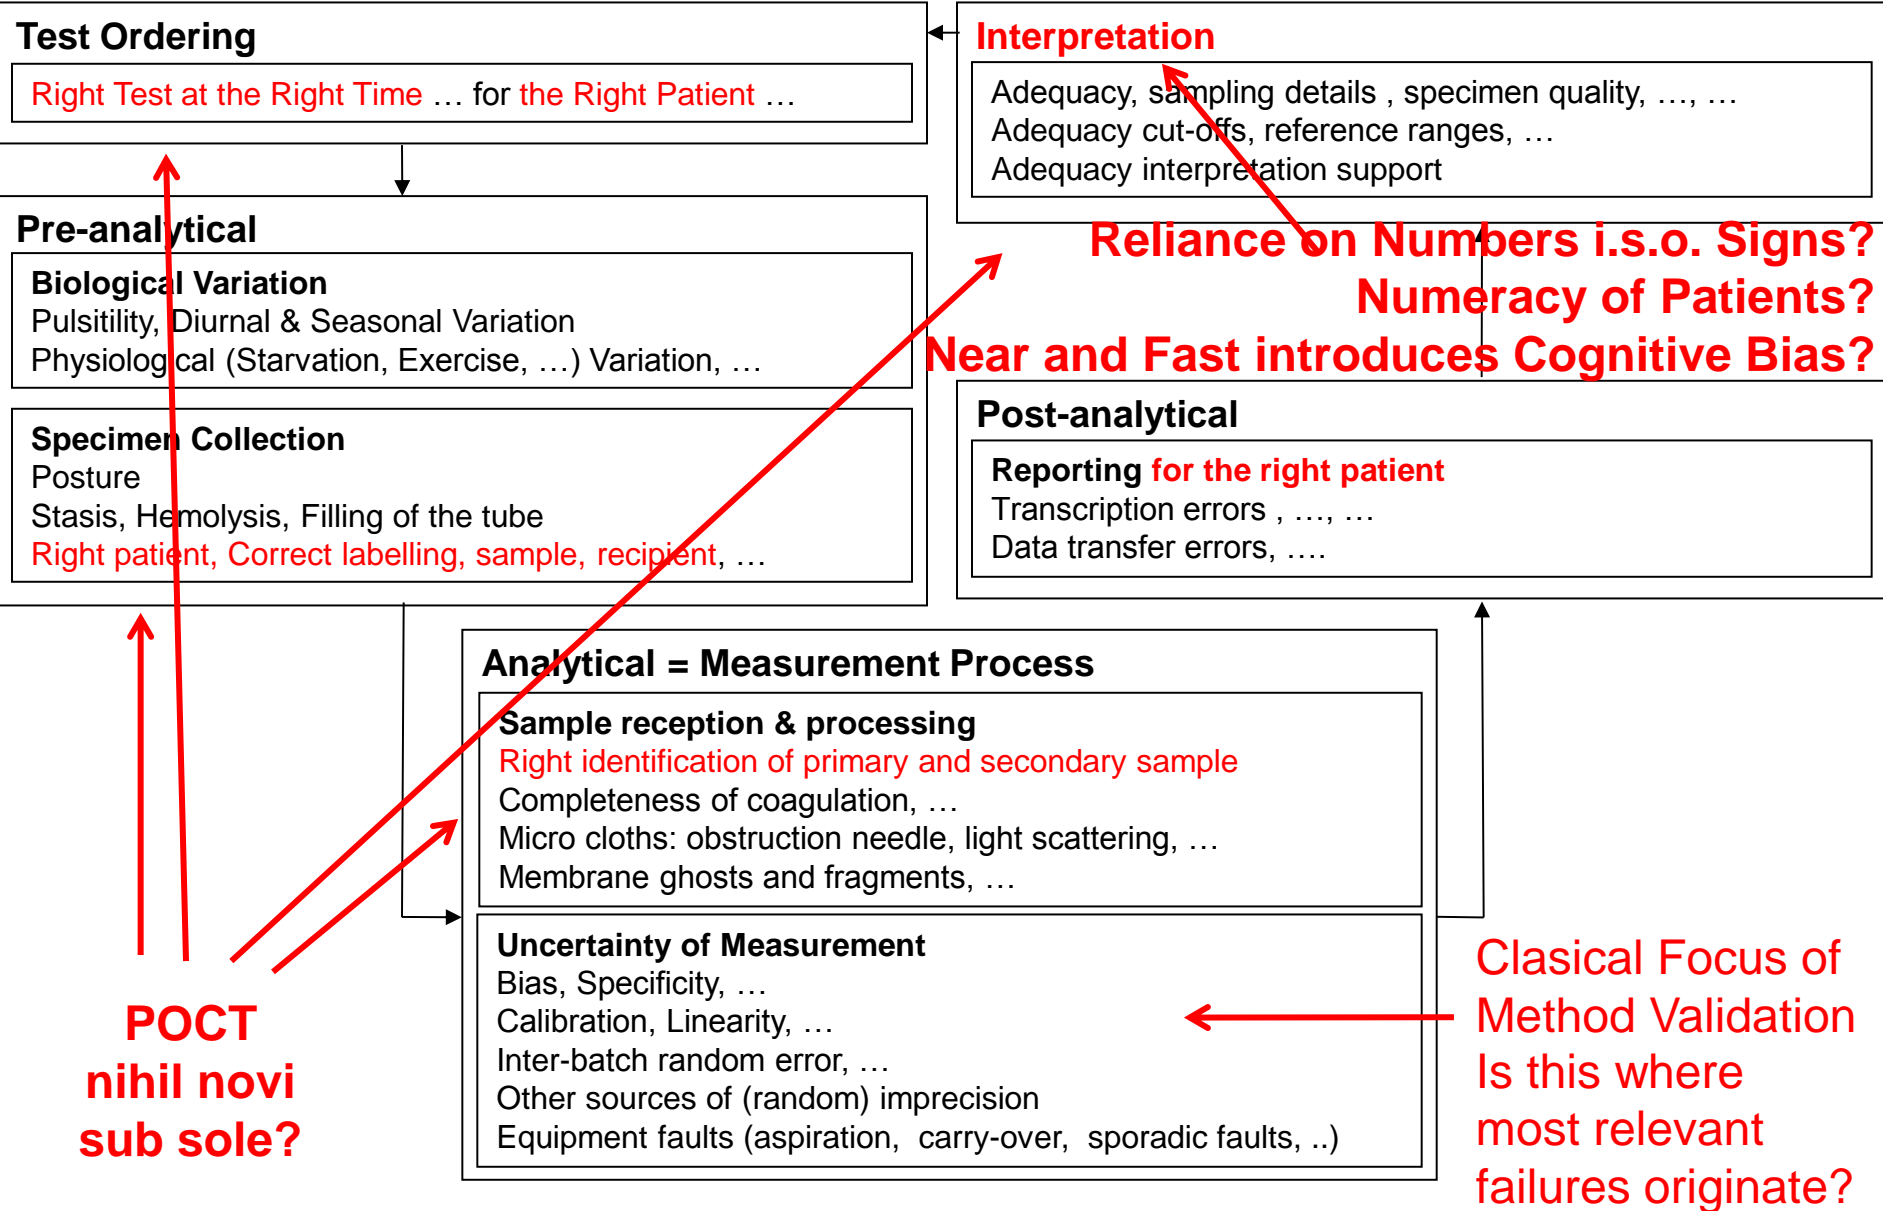 Test Ordering
Right Test at the Right Time … for the Right Patient …
Pre-analytical
Biological Variation
Pulsitility, Diurnal & Seasonal Variation
Physiological (Starvation, Exercise, …) Variation, …
Specimen Collection
Posture
Stasis, Hemolysis, Filling of the tube
Right patient, Correct labelling, sample, recipient, …
Interpretation
Adequacy, sampling details , specimen quality, …, …
Adequacy cut-offs, reference ranges, …
Adequacy interpretation support
Reliance on Numbers i.s.o. Signs?
Numeracy of Patients?
Near and Fast introduces Cognitive Bias?
Post-analytical
Reporting for the right patient
Transcription errors , …, …
Data transfer errors, ….
Analytical = Measurement Process
Sample reception & processing
Right identification of primary and secondary sample
Completeness of coagulation, …
Micro cloths: obstruction needle, light scattering, …
Membrane ghosts and fragments, …
Uncertainty of Measurement
Bias, Specificity, …
Calibration, Linearity, …
Inter-batch random error, …
Other sources of (random) imprecision
Equipment faults (aspiration,  carry-over,  sporadic faults, ..)
POCT
nihil novi
sub sole?
Clasical Focus of
Method Validation
Is this where
most relevant
failures originate?